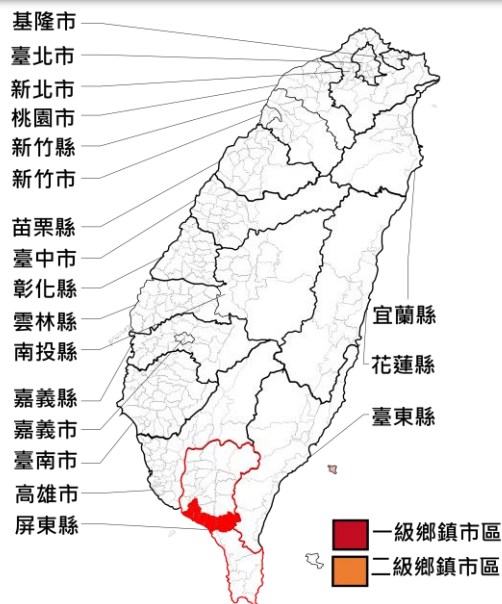 基隆市
臺北市
新北市
桃園市
新竹縣
新竹市
苗栗縣
臺中市
彰化縣
雲林縣
南投縣
嘉義縣
嘉義市
臺南市
高雄市
屏東縣
宜蘭縣
花蓮縣
臺東縣
一級鄉鎮市區
二級鄉鎮市區